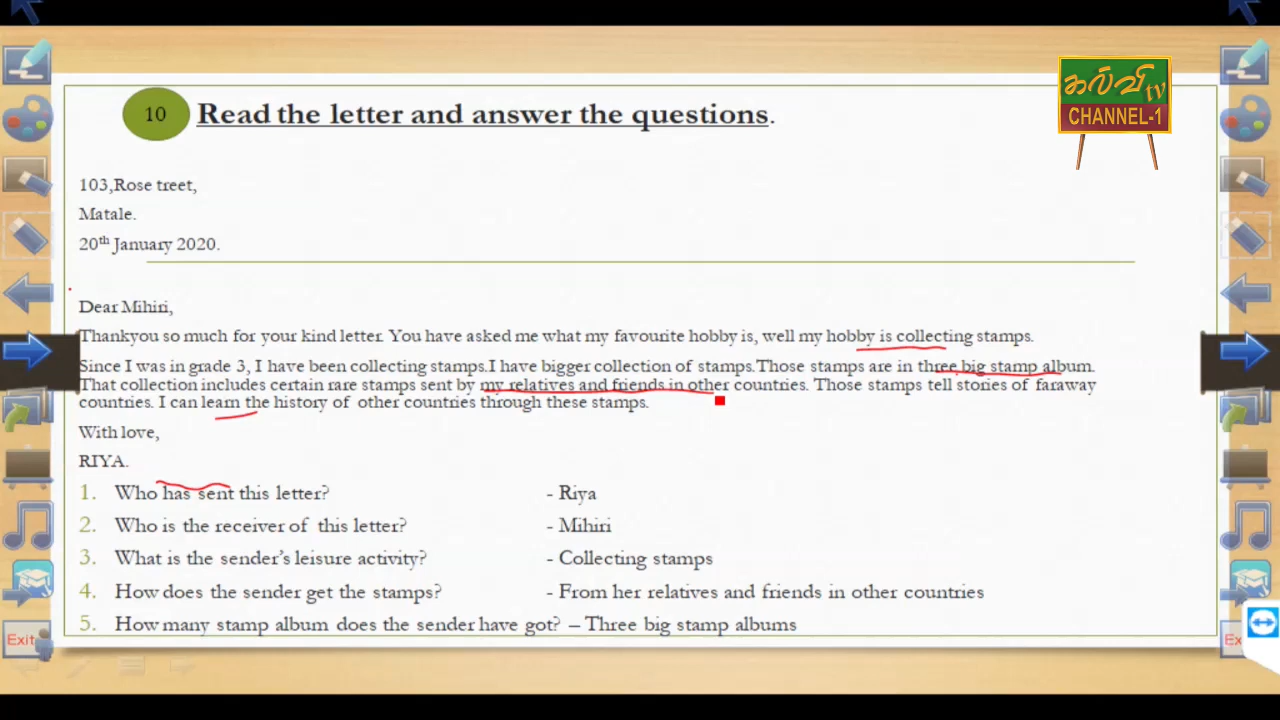 10 Read the letter and answer the questions.
கல்வி tv
CHANNEL-1
103,Rose treet,
Matale.
20th January 2020.
Dear Mihiri,
Thankyou so much for your kind letter. You have asked me what my favourite hobby is, well my hobby is collecting stamps.
Since I was in grade 3, I have been collecting stamps.I have bigger collection of stamps.Those stamps are in three big stamp album.
That collection includes certain rare stamps sent by my relatives and friends in other countries. Those stamps tell stories of faraway
countries. I can learn the history of other countries through these stamps.
With love,
RIYA.
1. Who has sent this letter? - Riya
2. Who is the receiver of this letter? - Mihiri
3. What is the sender's leisure activity? - Collecting stamps
4. How does the sender get the stamps? - From her relatives and friends in other countries
5. How many stamp album does the sender have got? – Three big stamp albums
Exit
Ex